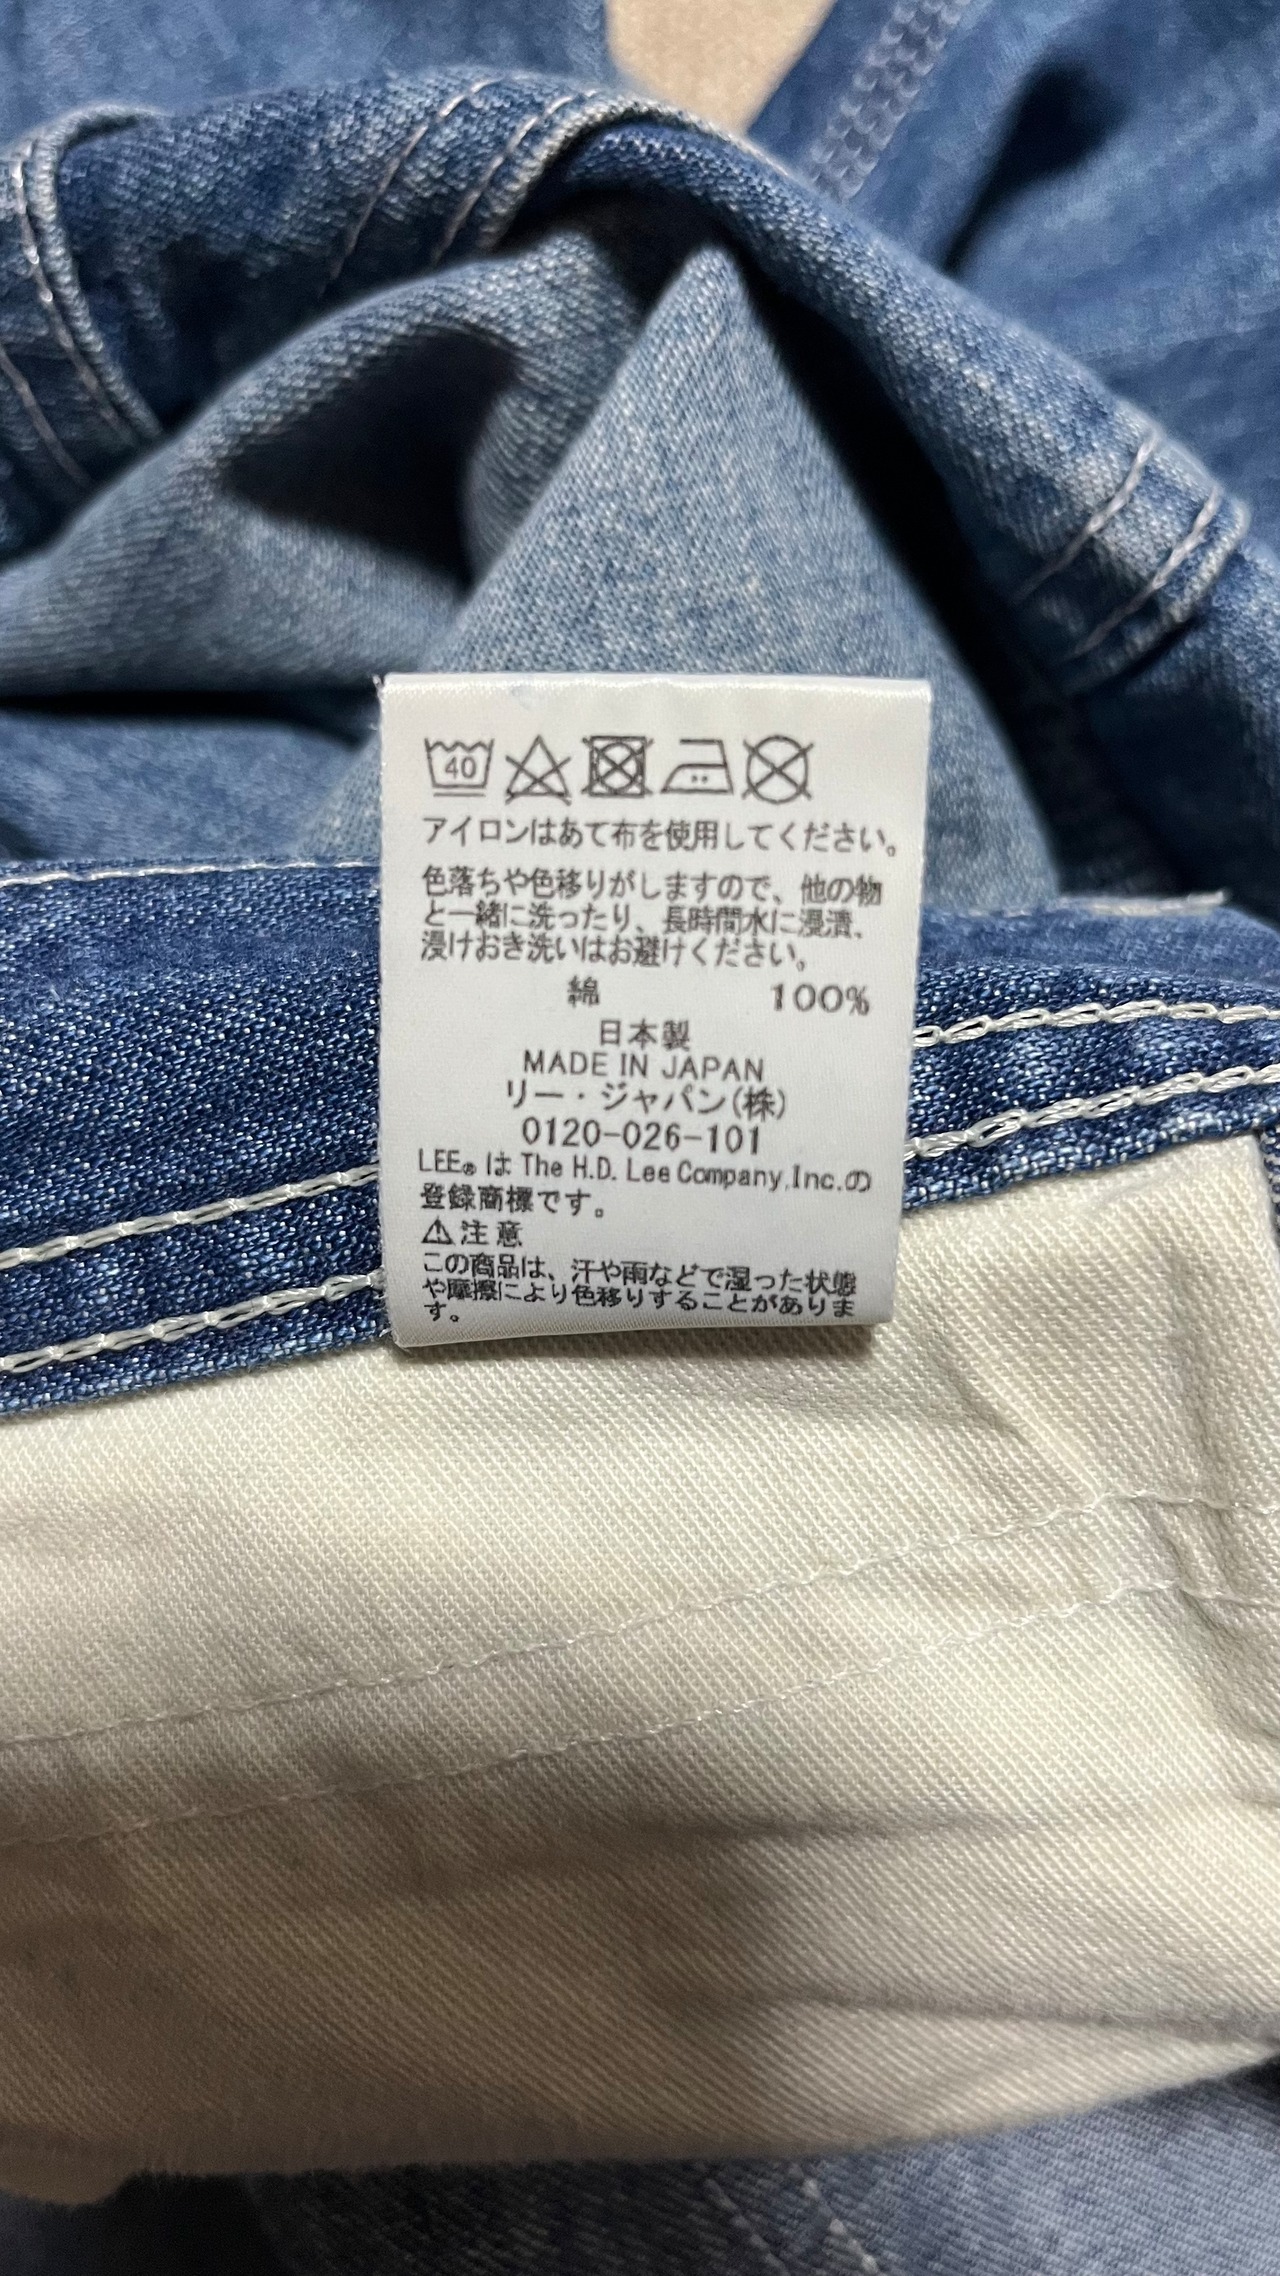 40
アイロンはあて布を使用してください。
色落ちや色移りがしますので、他の物
と一緒に洗ったり、長時間水に浸漬、
浸けおき洗いはお避けください。
綿 100%
日本製
MADE IN JAPAN
リー・ジャパン(株)
0120-026-101
LEE® は The H.D. Lee Company,Inc.の
登録商標です。
⚠注意
この商品は、汗や雨などで湿った状態
や摩擦により色移りすることがありま
す。